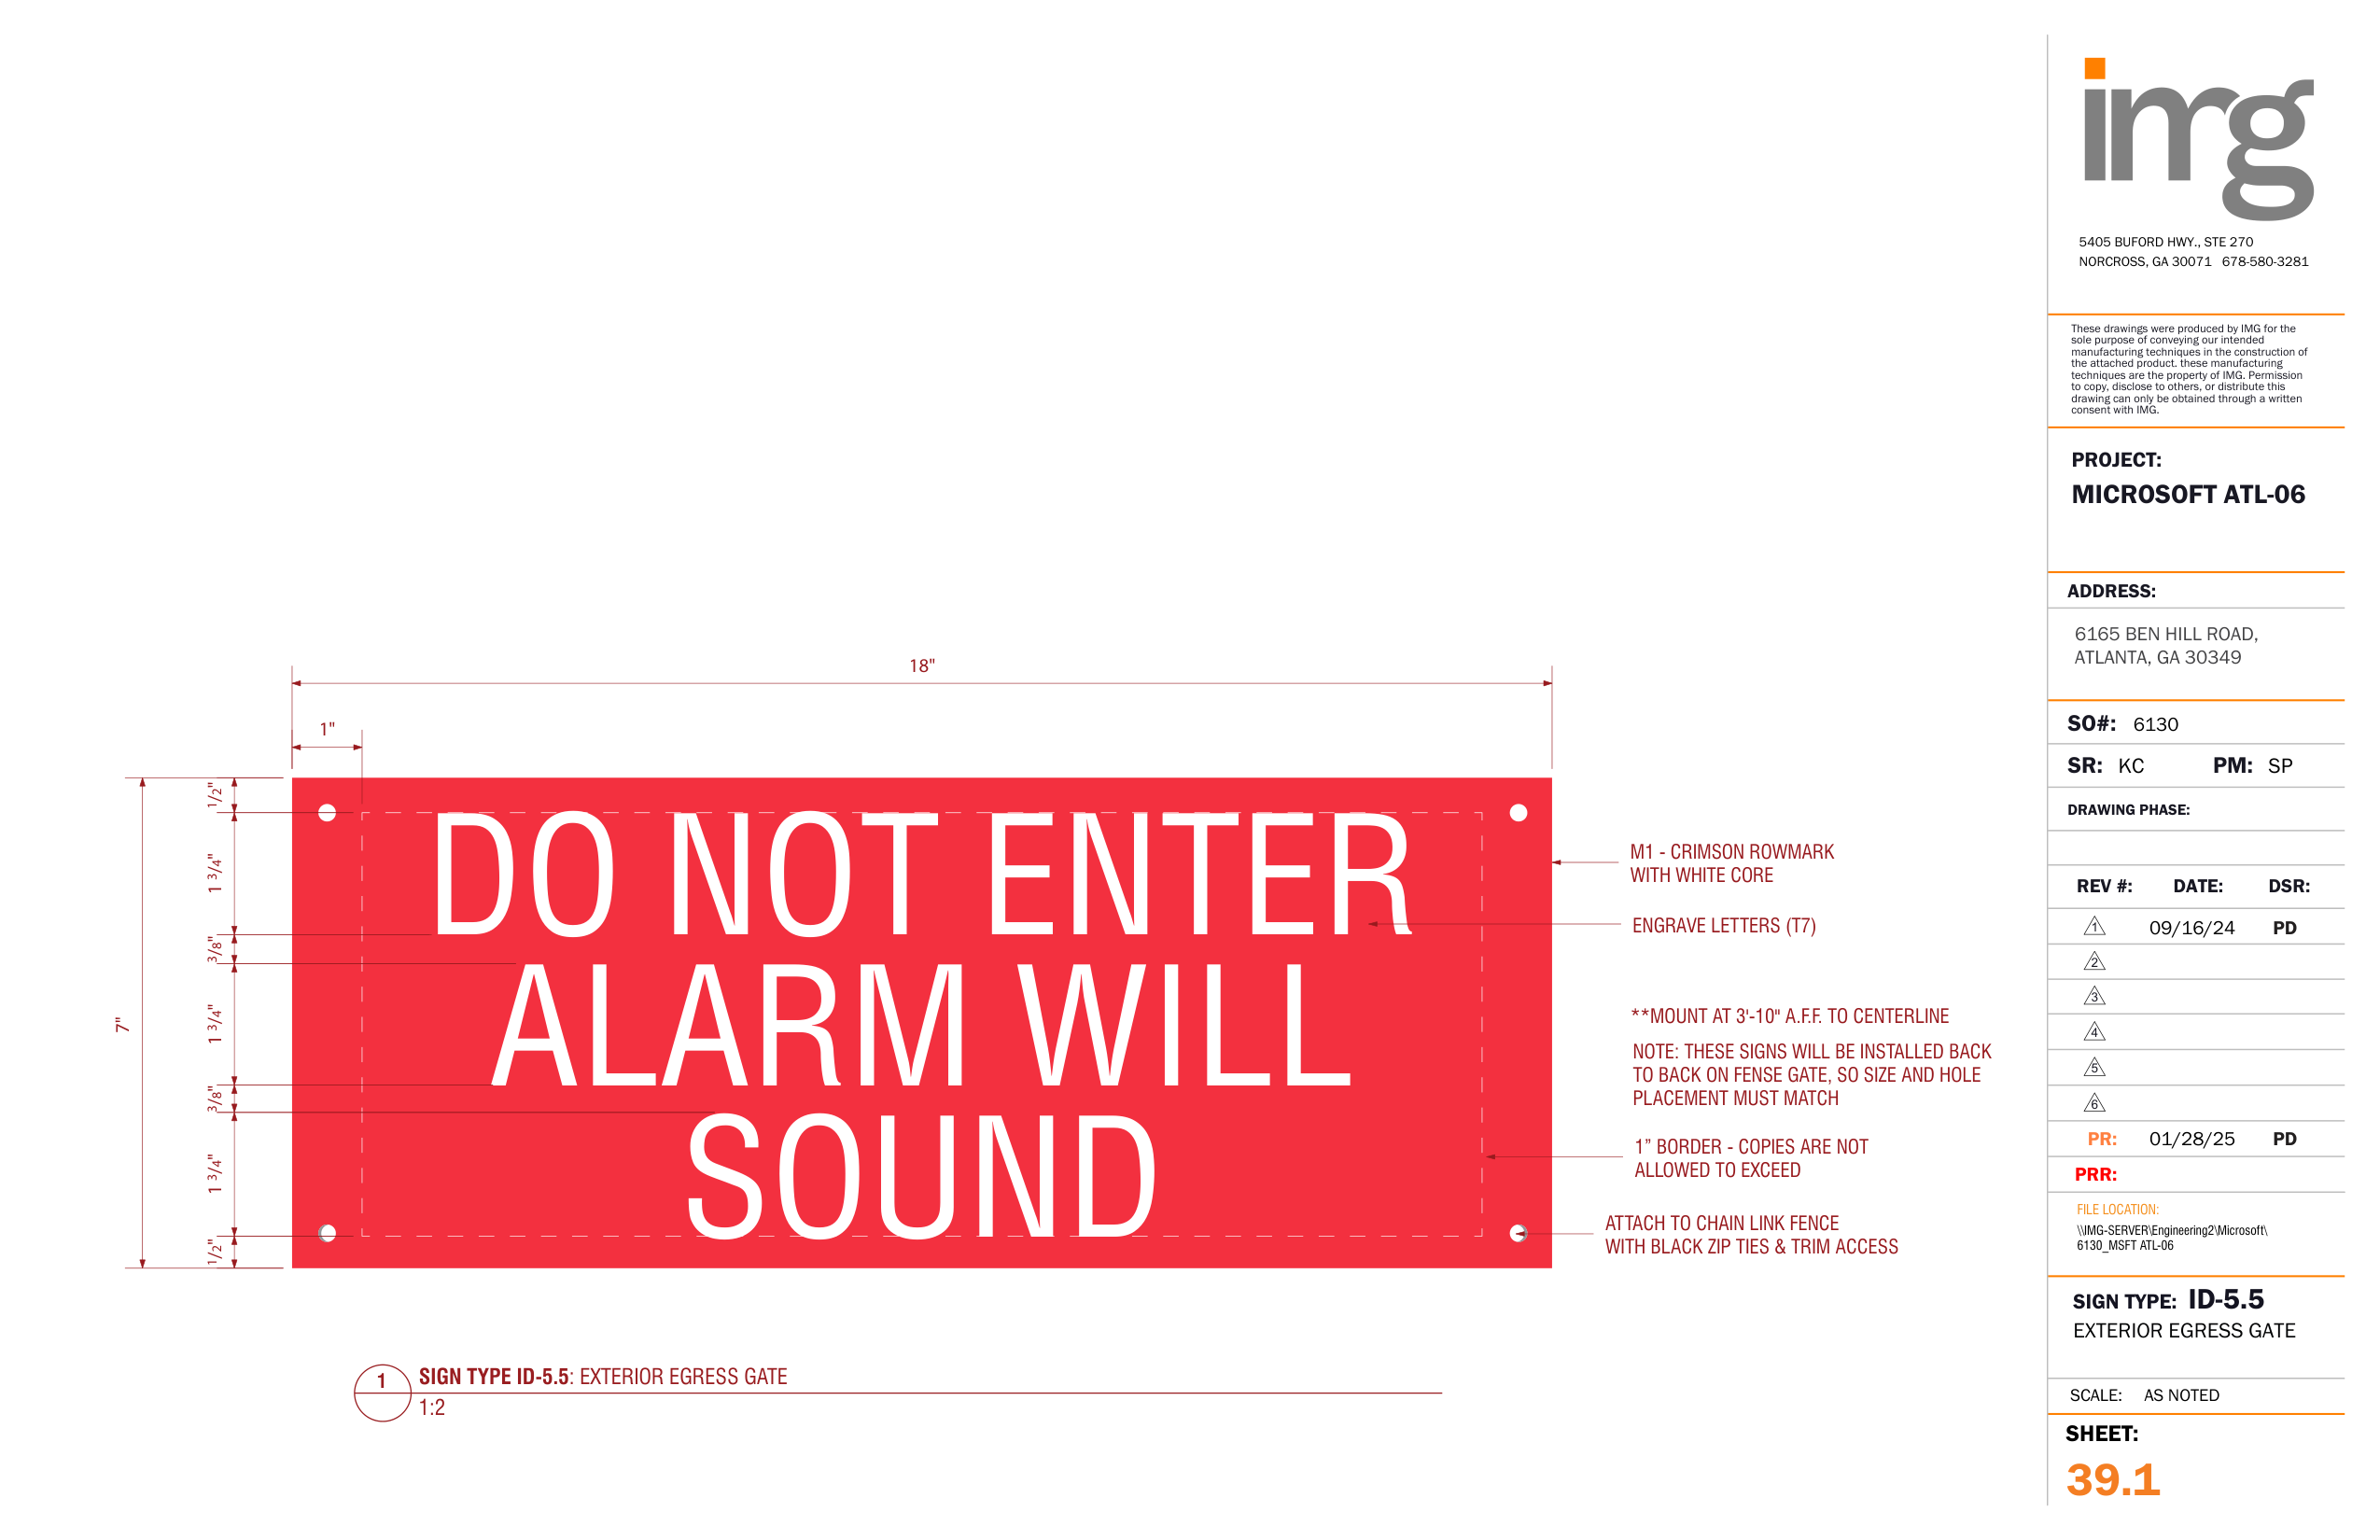 18"
1"
1/2"
1 3/4"
3/8"
1 3/4"
3/8"
1 3/4"
1/2"
7"
DO NOT ENTER
ALARM WILL
SOUND
M1 - CRIMSON ROWMARK
WITH WHITE CORE
ENGRAVE LETTERS (T7)
**MOUNT AT 3'-10" A.F.F. TO CENTERLINE
NOTE: THESE SIGNS WILL BE INSTALLED BACK
TO BACK ON FENSE GATE, SO SIZE AND HOLE
PLACEMENT MUST MATCH
1” BORDER - COPIES ARE NOT
ALLOWED TO EXCEED
ATTACH TO CHAIN LINK FENCE
WITH BLACK ZIP TIES & TRIM ACCESS
1
SIGN TYPE ID-5.5: EXTERIOR EGRESS GATE
1:2
img
5405 BUFORD HWY., STE 270
NORCROSS, GA 30071 678-580-3281
These drawings were produced by IMG for the
sole purpose of conveying our intended
manufacturing techniques in the construction of
the attached product. these manufacturing
techniques are the property of IMG. Permission
to copy, disclose to others, or distribute this
drawing can only be obtained through a written
consent with IMG.
PROJECT:
MICROSOFT ATL-06
ADDRESS:
6165 BEN HILL ROAD,
ATLANTA, GA 30349
SO#: 6130
SR: KC PM: SP
DRAWING PHASE:
REV #: DATE: DSR:
1 09/16/24 PD
2
3
4
5
6
PR: 01/28/25 PD
PRR:
FILE LOCATION:
\\IMG-SERVER\Engineering2\Microsoft\
6130_MSFT ATL-06
SIGN TYPE: ID-5.5
EXTERIOR EGRESS GATE
SCALE: AS NOTED
SHEET:
39.1